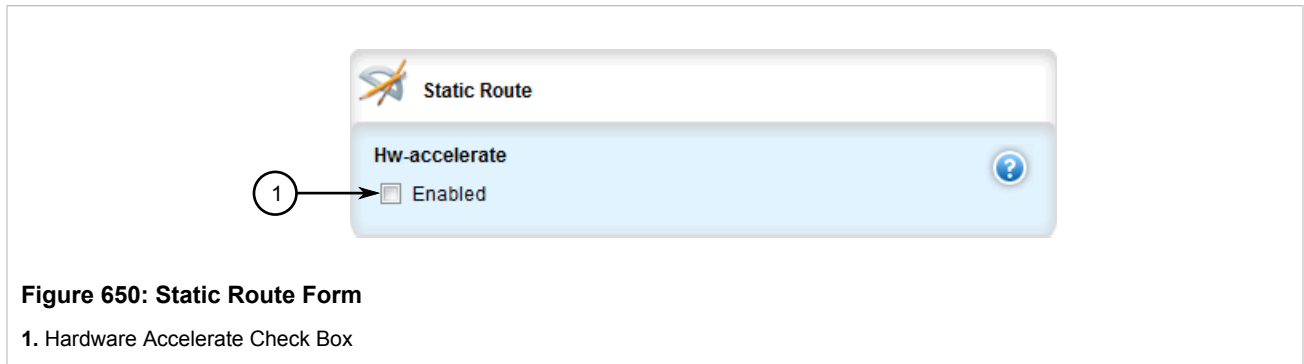 Static Route
Hw-accelerate
?
1
Enabled
Figure 650: Static Route Form
1. Hardware Accelerate Check Box